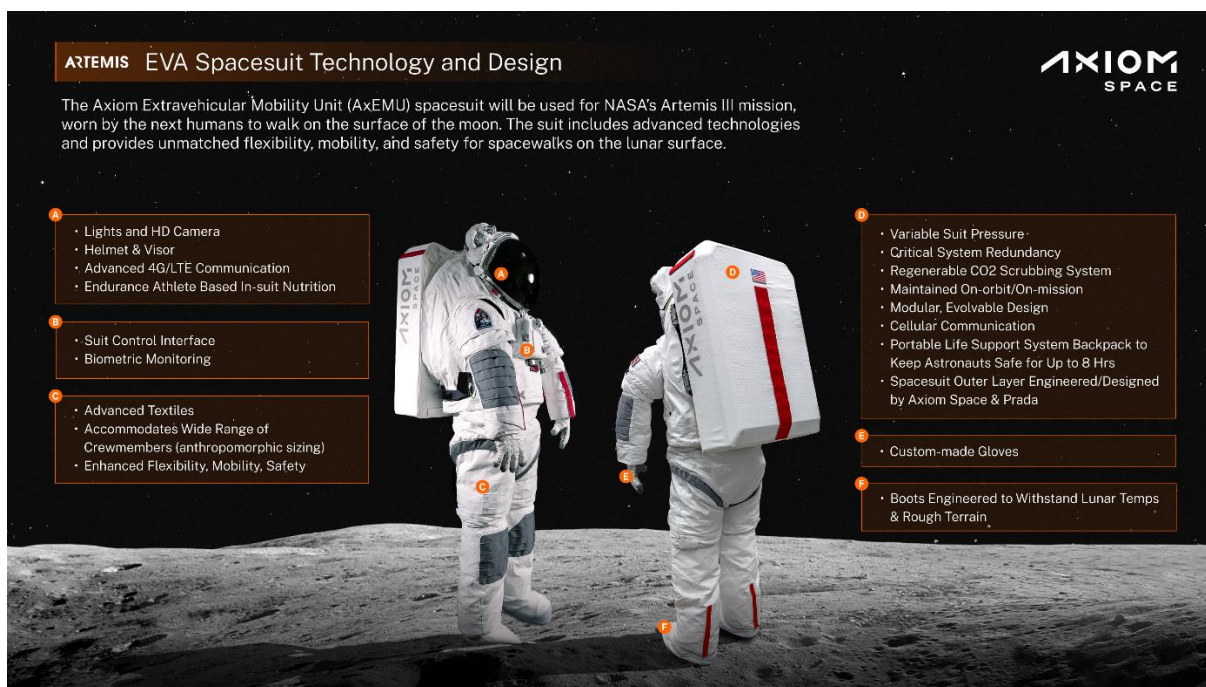 ARTEMIS EVA Spacesuit Technology and Design
AXIOM
SPACE
The Axiom Extravehicular Mobility Unit (AxEMU) spacesuit will be used for NASA's Artemis III mission,
worn by the next humans to walk on the surface of the moon. The suit includes advanced technologies
and provides unmatched flexibility, mobility, and safety for spacewalks on the lunar surface.
A
• Lights and HD Camera
• Helmet & Visor
• Advanced 4G/LTE Communication
• Endurance Athlete Based In-suit Nutrition
B
• Suit Control Interface
• Biometric Monitoring
C
• Advanced Textiles
• Accommodates Wide Range of
Crewmembers (anthropomorphic sizing)
• Enhanced Flexibility, Mobility, Safety
AXIOM
SPACE
A
B
C
AXIOM
SPACE
D
E
F
D
• Variable Suit Pressure
• Critical System Redundancy
• Regenerable CO2 Scrubbing System
• Maintained On-orbit/On-mission
• Modular, Evolvable Design
• Cellular Communication
• Portable Life Support System Backpack to
Keep Astronauts Safe for Up to 8 Hrs
• Spacesuit Outer Layer Engineered/Designed
by Axiom Space & Prada
E
• Custom-made Gloves
F
• Boots Engineered to Withstand Lunar Temps
& Rough Terrain